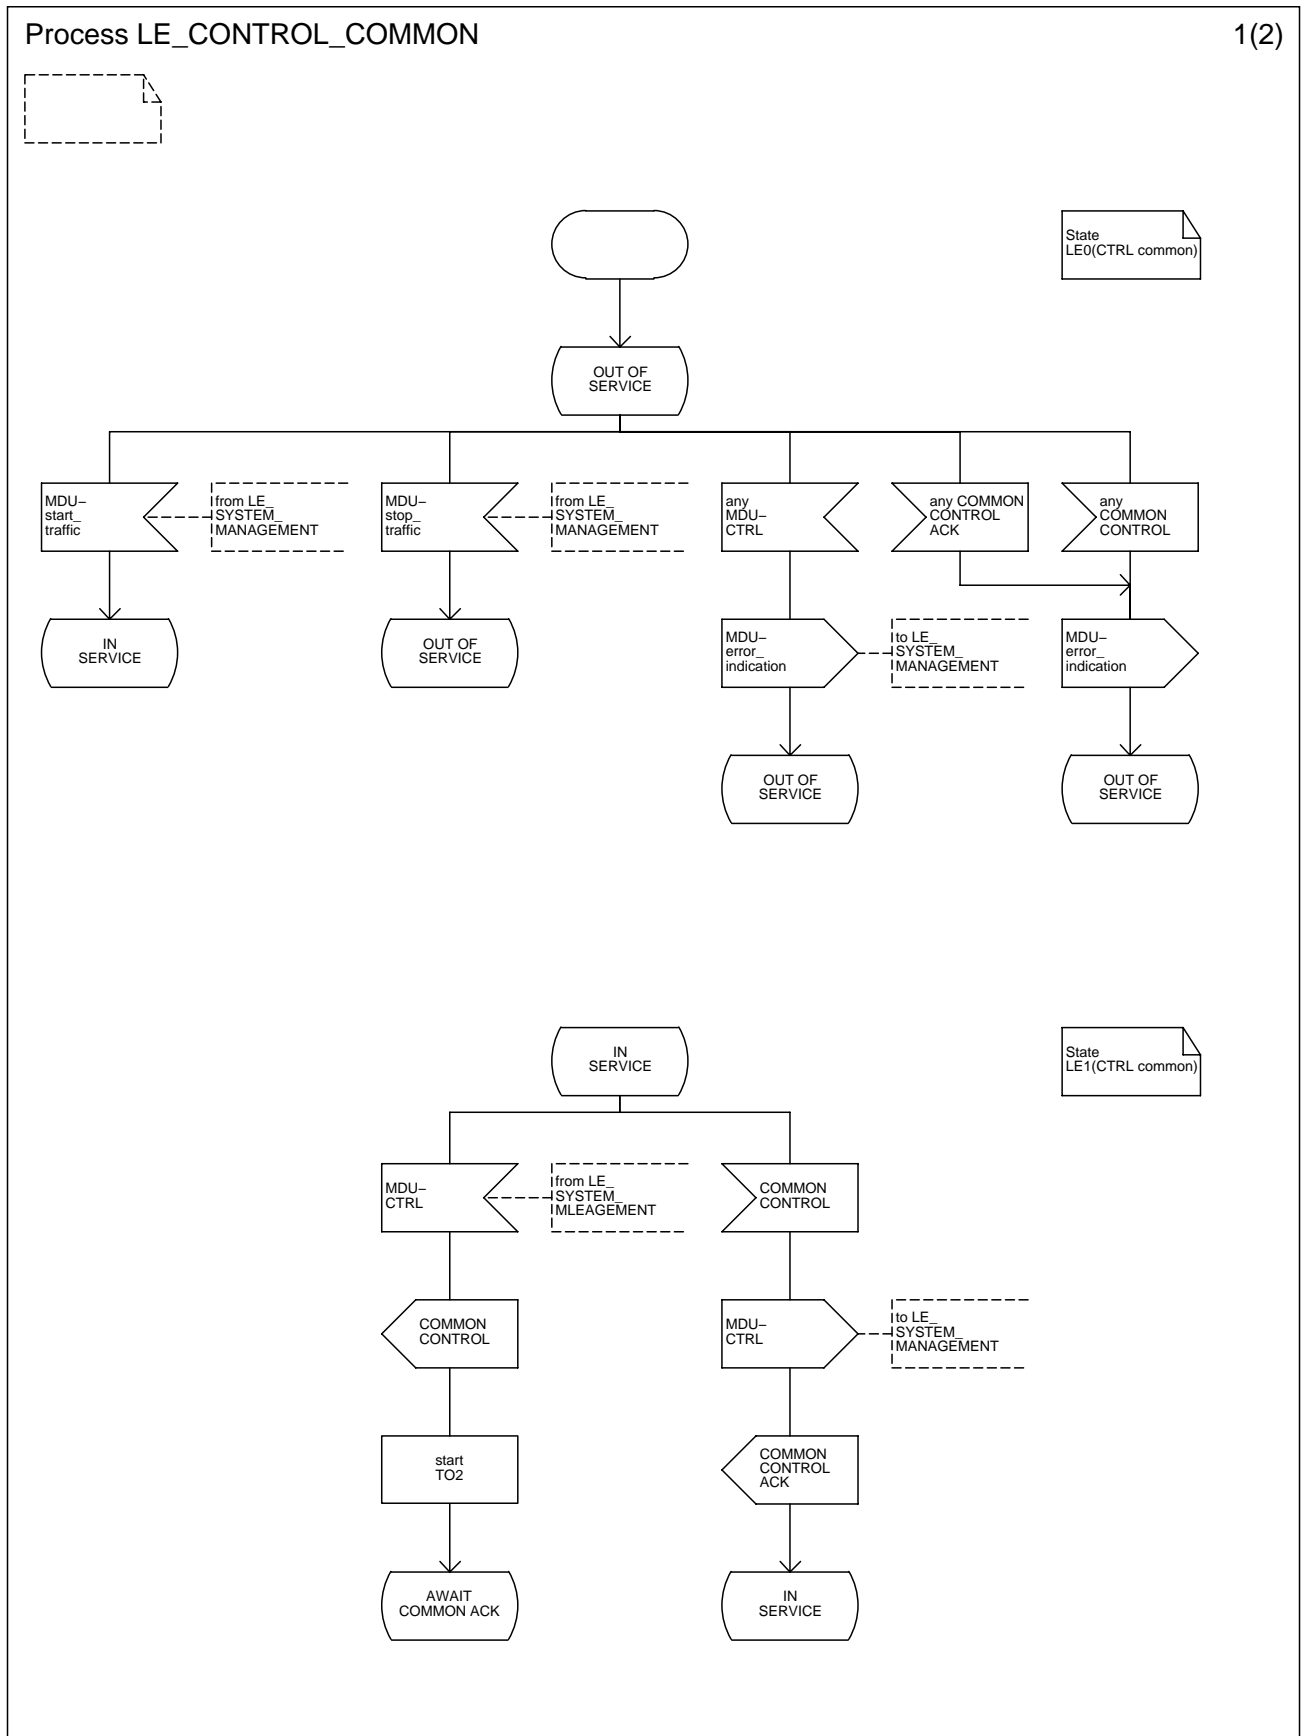 Process LE_CONTROL_COMMON
1(2)
State
LE0(CTRL common)
OUT OF
SERVICE
MDU–
start_
traffic
from LE_
SYSTEM_
MANAGEMENT
MDU–
stop_
traffic
from LE_
SYSTEM_
MANAGEMENT
any
MDU–
CTRL
any COMMON
CONTROL
ACK
any
COMMON
CONTROL
IN
SERVICE
OUT OF
SERVICE
MDU–
error_
indication
to LE_
SYSTEM_
MANAGEMENT
MDU–
error_
indication
OUT OF
SERVICE
OUT OF
SERVICE
IN
SERVICE
State
LE1(CTRL common)
MDU–
CTRL
from LE_
SYSTEM_
MLEAGEMENT
COMMON
CONTROL
COMMON
CONTROL
MDU–
CTRL
to LE_
SYSTEM_
MANAGEMENT
start
TO2
COMMON
CONTROL
ACK
AWAIT
COMMON ACK
IN
SERVICE